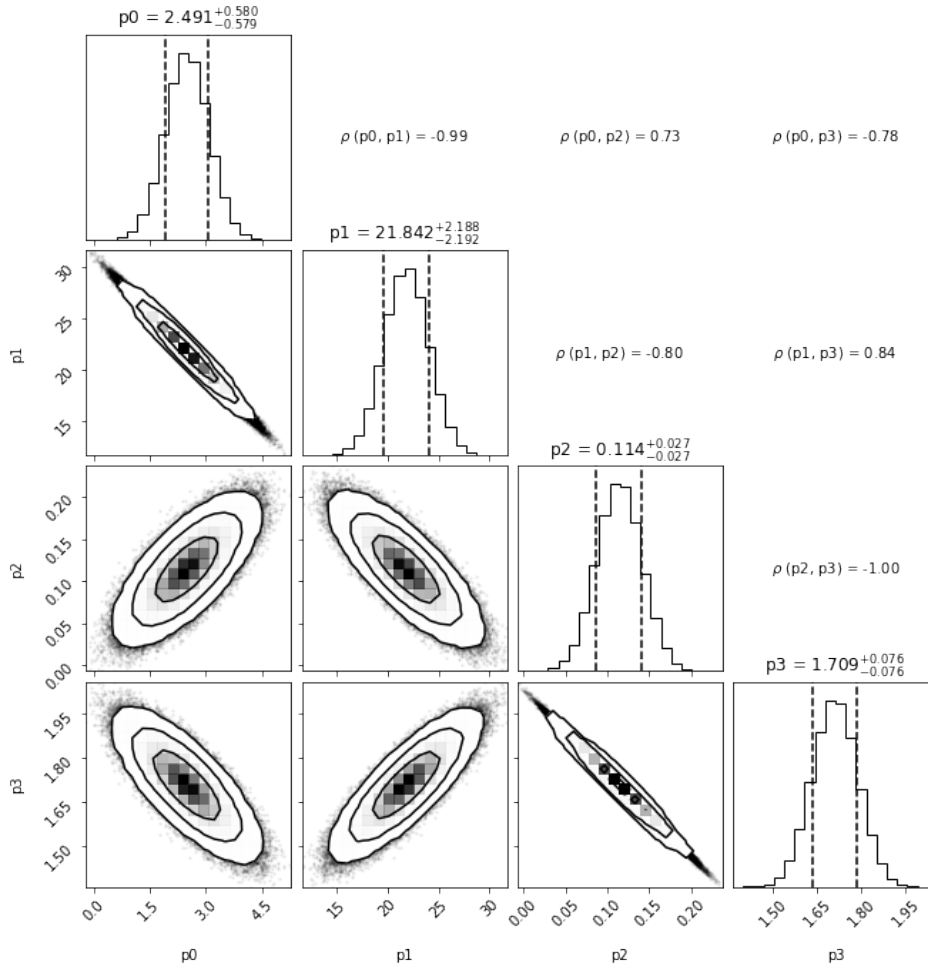 p0 = 2.491 +0.580 −0.579
ρ (p0, p1) = -0.99
ρ (p0, p2) = 0.73
ρ (p0, p3) = -0.78
p1 = 21.842 +2.188 −2.192
30
25
20
15
p1
ρ (p1, p2) = -0.80
ρ (p1, p3) = 0.84
p2 = 0.114 +0.027 −0.027
0.20
0.15
0.10
0.05
0.00
p2
ρ (p2, p3) = -1.00
p3 = 1.709 +0.076 −0.076
1.95
1.80
1.65
1.50
p3
0.0 1.5 3.0 4.5
15 20 25 30
0.00 0.05 0.10 0.15 0.20
1.50 1.65 1.80 1.95
p0 p1 p2 p3